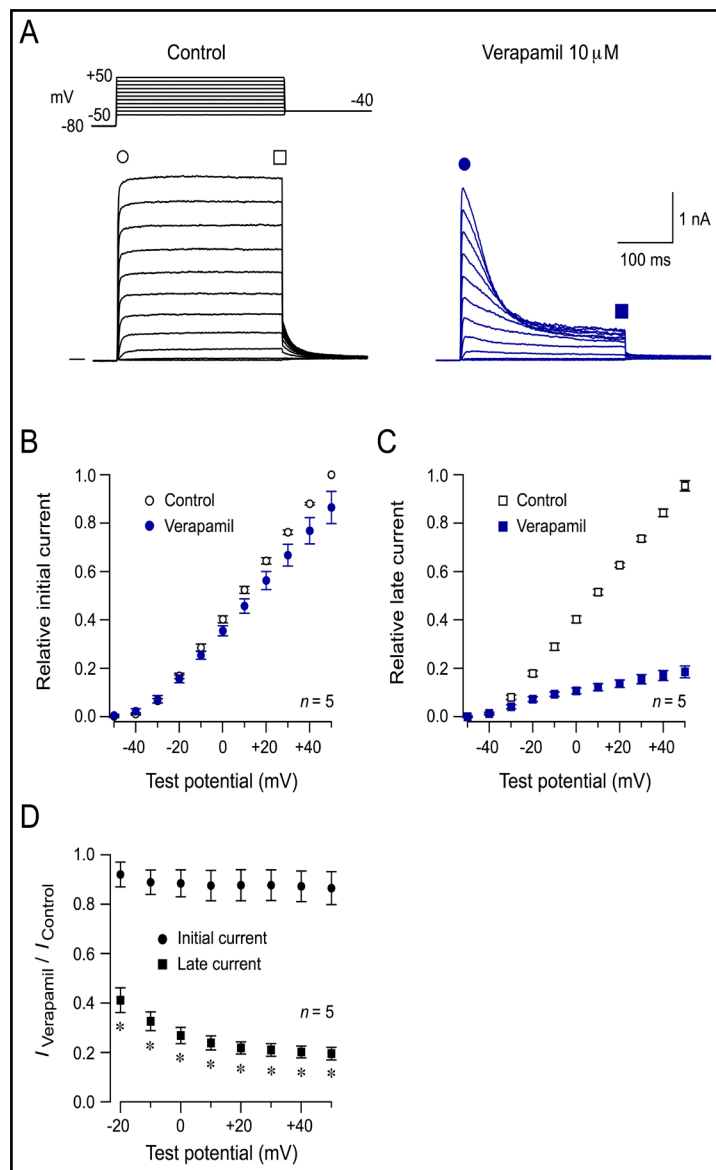 A
Control
Verapamil 10 µM
+50
mV
-50
-80
-40
1 nA
100 ms
B
1.0
0.8
0.6
0.4
0.2
0.0
Relative initial current
Control
Verapamil
n = 5
-40
-20
0
+20
+40
Test potential (mV)
C
1.0
0.8
0.6
0.4
0.2
0.0
Relative late current
Control
Verapamil
n = 5
-40
-20
0
+20
+40
Test potential (mV)
D
1.0
0.8
0.6
0.4
0.2
0.0
I Verapamil / I Control
Initial current
Late current
n = 5
* * * * * * * *
-20
0
+20
+40
Test potential (mV)